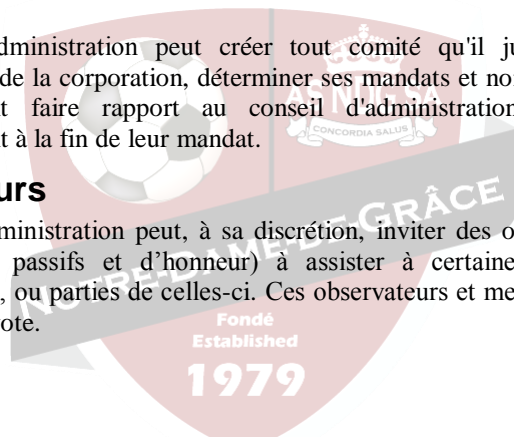 dministration peut créer tout comité qu'il ju
de la corporation, déterminer ses mandats et no
t faire rapport au conseil d'administration
t à la fin de leur mandat.
AS NDG SA
CONCORDIA SALUS
urs
ministration peut, à sa discrétion, inviter des o
passifs et d’honneur) à assister à certaine
, ou parties de celles-ci. Ces observateurs et me
ote.
NOTRE-DAME-DE-GRÂCE
Fondé
Established
1979